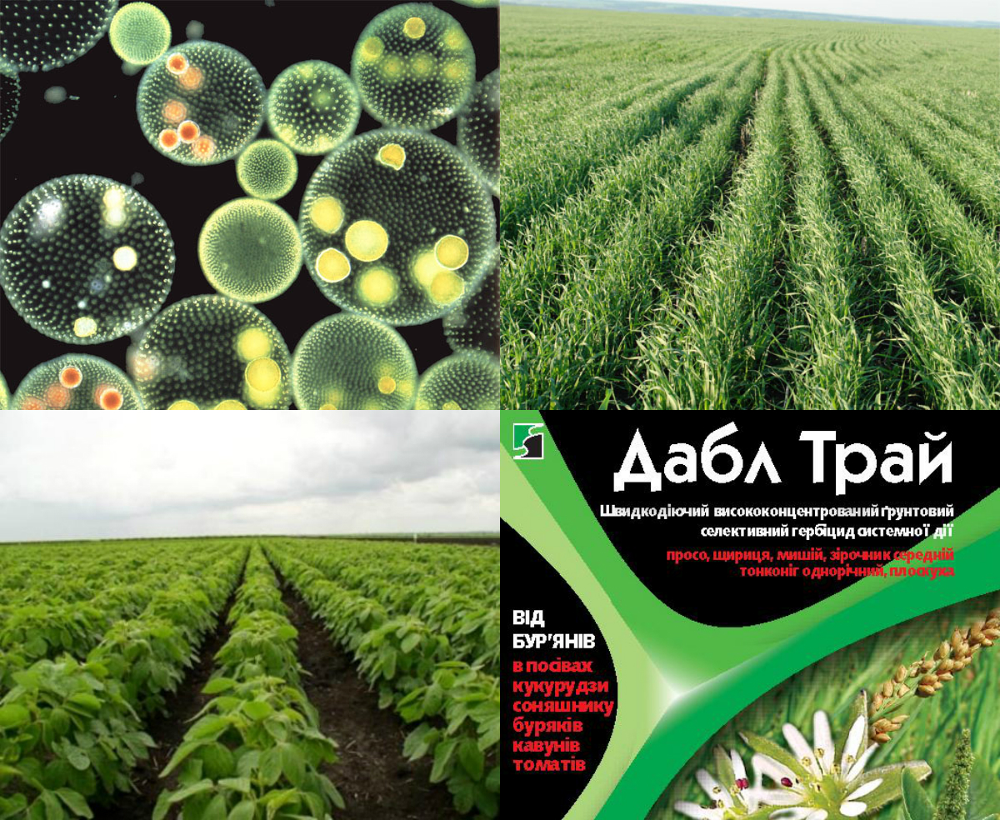 Дабл Трай
Швидкодіючий висококонцентрований ґрунтовий
селективний гербіцид системної дії
просо, щириця, мишій, зірочник середній
тонконіг однорічний, плоскуха
ВІД
БУР'ЯНІВ
в посівах
кукурудзи
соняшнику
буряків
кавунів
томатів